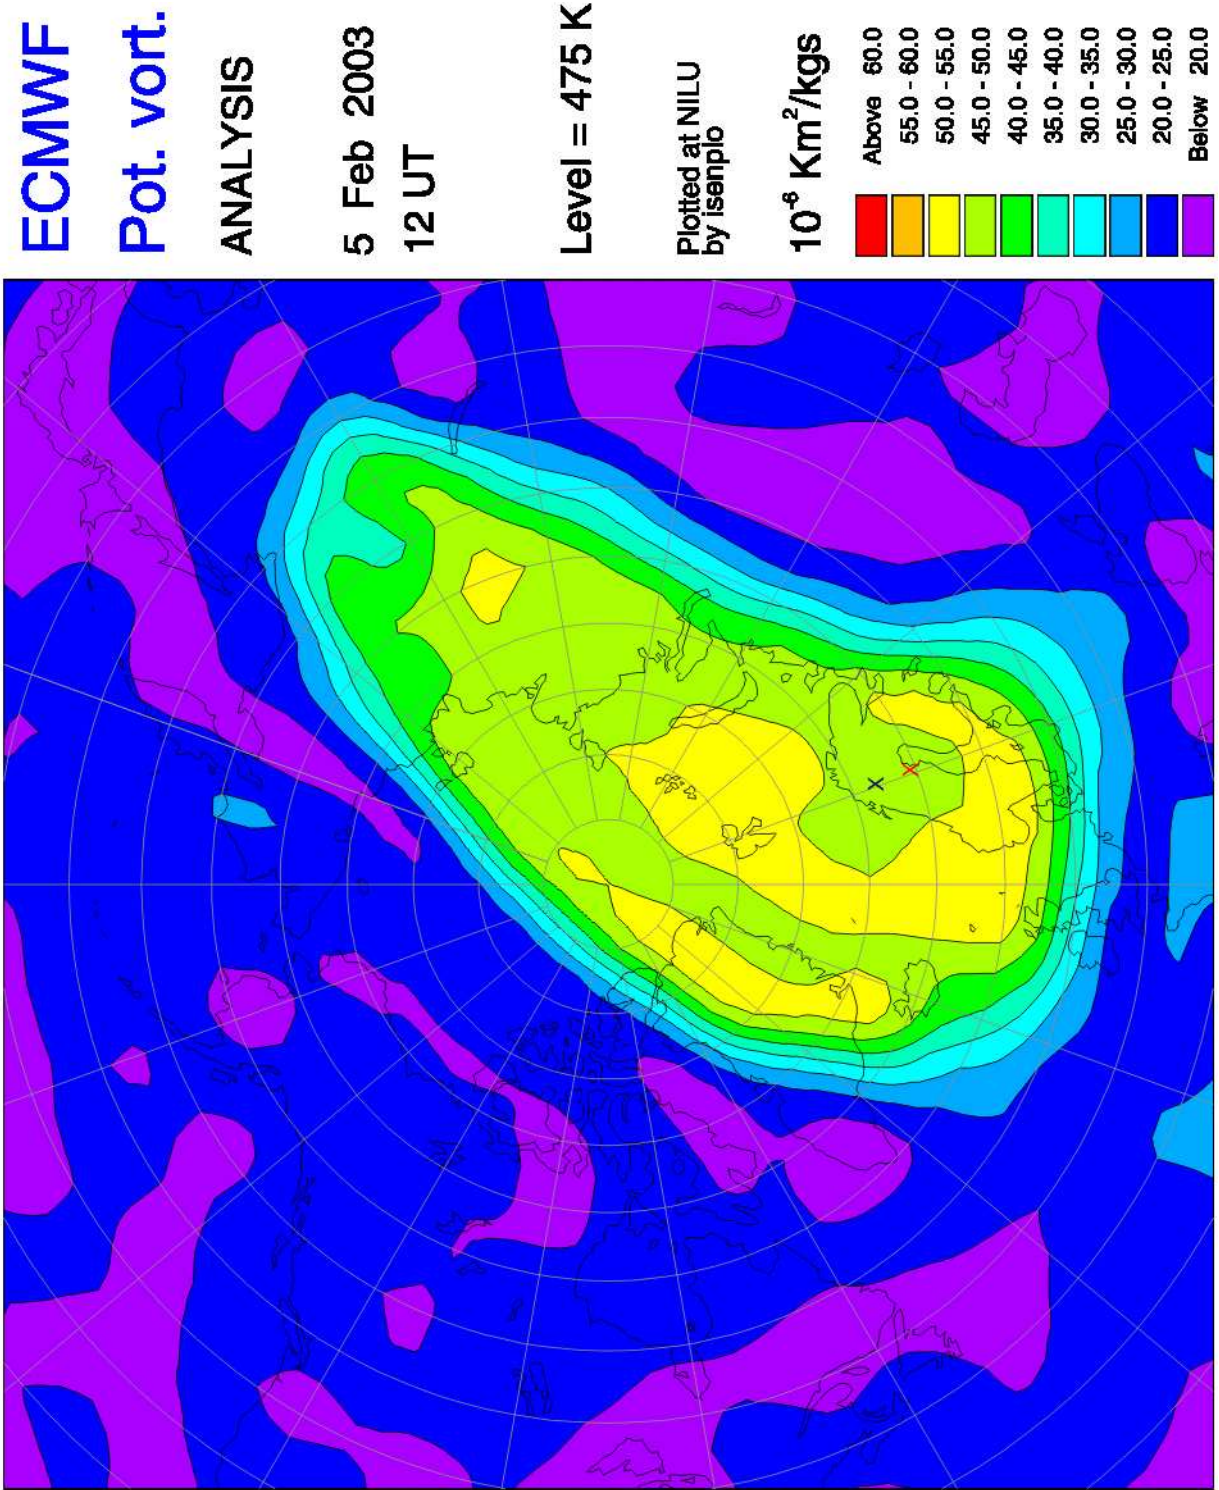 ECMWF
Pot. vort.
ANALYSIS
5 Feb 2003
12 UT
Level = 475 K
Plotted at NILU
by isenplo
10⁻⁶ Km²/kgs
Above 60.0
55.0 - 60.0
50.0 - 55.0
45.0 - 50.0
40.0 - 45.0
35.0 - 40.0
30.0 - 35.0
25.0 - 30.0
20.0 - 25.0
Below 20.0
X
X